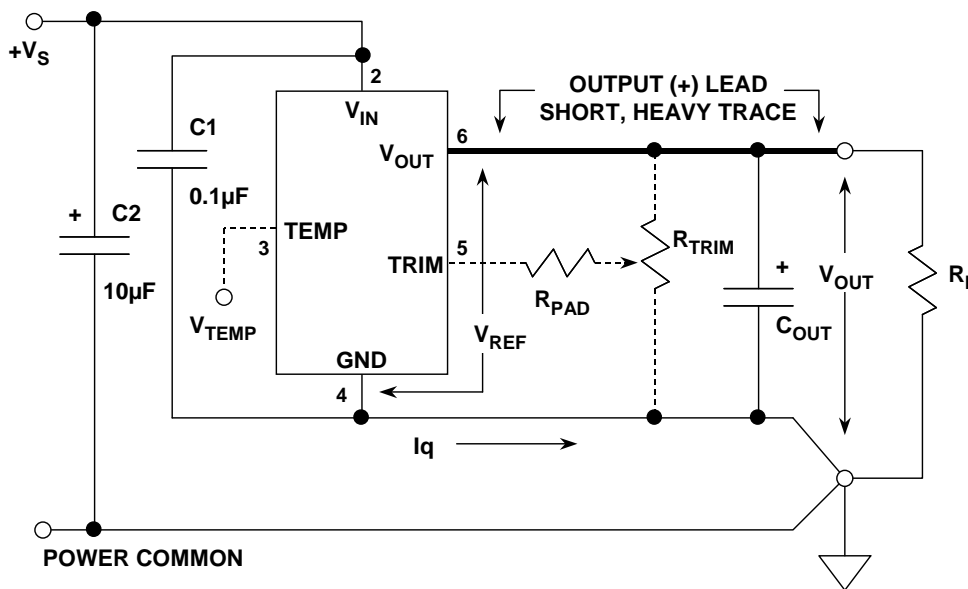 +VS
2
VIN
OUTPUT (+) LEAD
SHORT, HEAVY TRACE
6
C1
VOUT
0.1µF
+
C2
3
TEMP
5
TRIM
RTRIM
+
10µF
RPAD
VOUT
VTEMP
VREF
COUT
GND
4
Iq
POWER COMMON